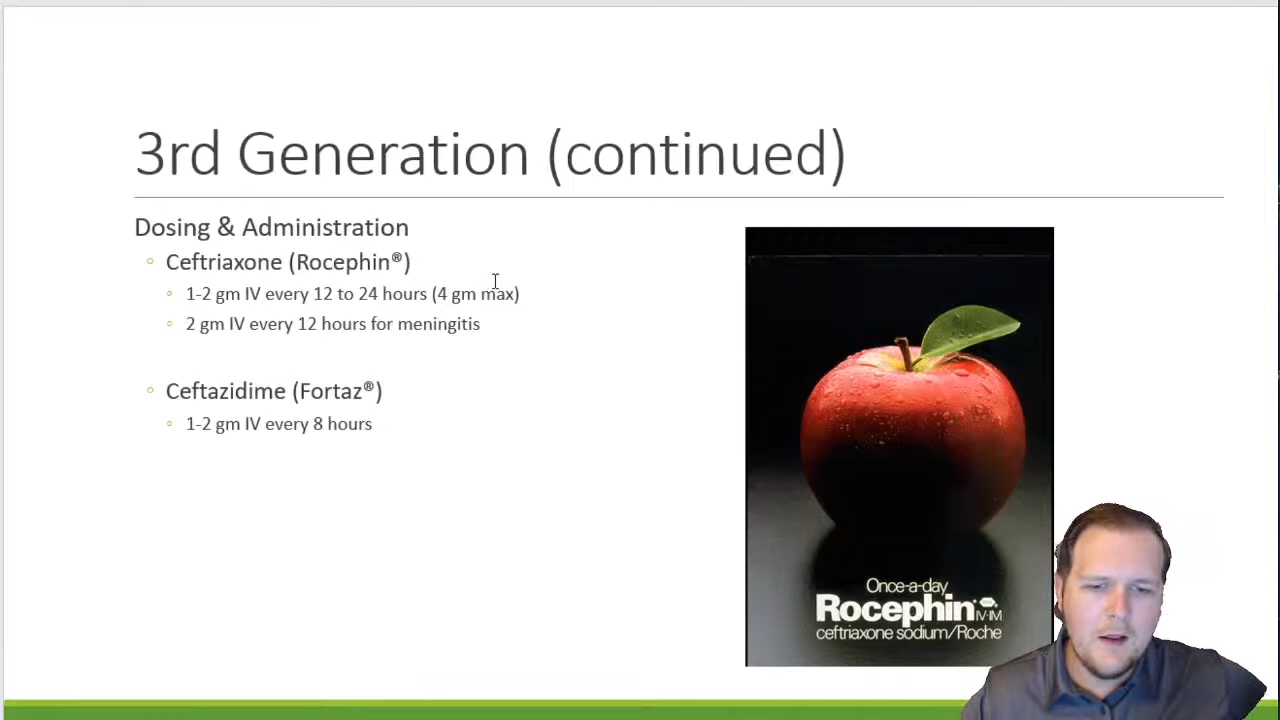 3rd Generation (continued)
Dosing & Administration
Ceftriaxone (Rocephin®)
1-2 gm IV every 12 to 24 hours (4 gm max)
2 gm IV every 12 hours for meningitis
Ceftazidime (Fortaz®)
1-2 gm IV every 8 hours
Once-a-day
Rocephin IV·IM
ceftriaxone sodium/Roche